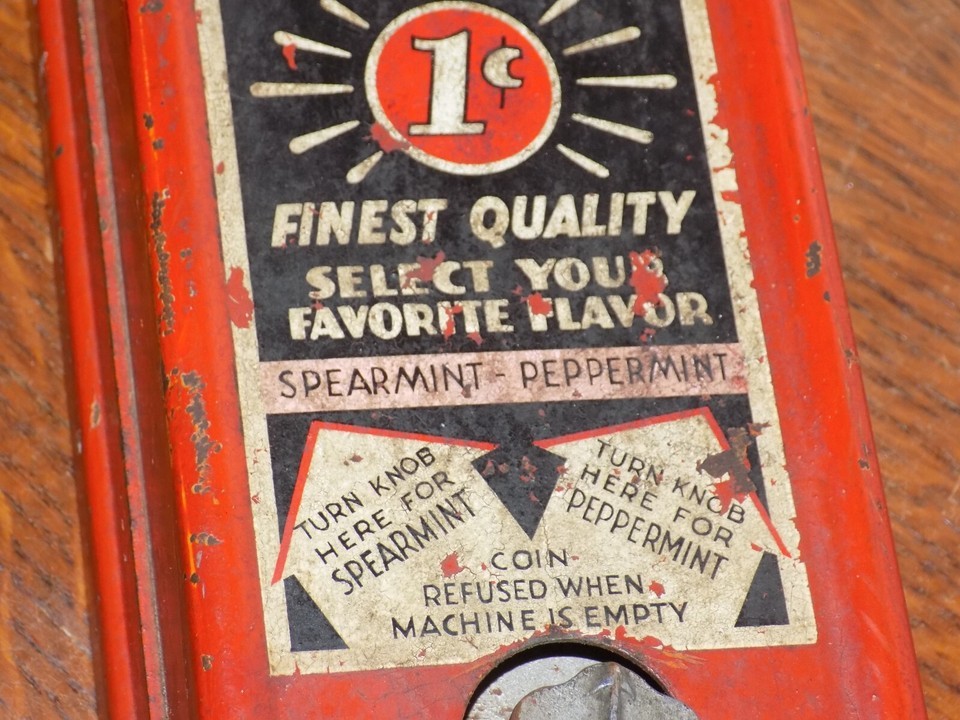 1¢
FINEST QUALITY
SELECT YOUR
FAVORITE FLAVOR
SPEARMINT - PEPPERMINT
TURN KNOB
HERE FOR
SPEARMINT
TURN KNOB
HERE FOR
PEPPERMINT
COIN
REFUSED WHEN
MACHINE IS EMPTY